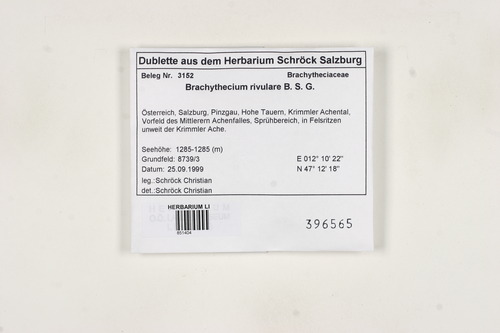 Dublette aus dem Herbarium Schröck Salzburg
Beleg Nr. 3152 Brachytheciaceae
Brachythecium rivulare B. S. G.
Österreich, Salzburg, Pinzgau, Hohe Tauern, Krimmler Achental,
Vorfeld des Mittlerern Achenfalles, Sprühbereich, in Felsritzen
unweit der Krimmler Ache.
Seehöhe: 1285-1285 (m)
Grundfeld: 8739/3 E 012° 10' 22"
Datum: 25.09.1999 N 47° 12' 18"
leg.:Schröck Christian
det.:Schröck Christian
HERBARIUM LI
851404
396565